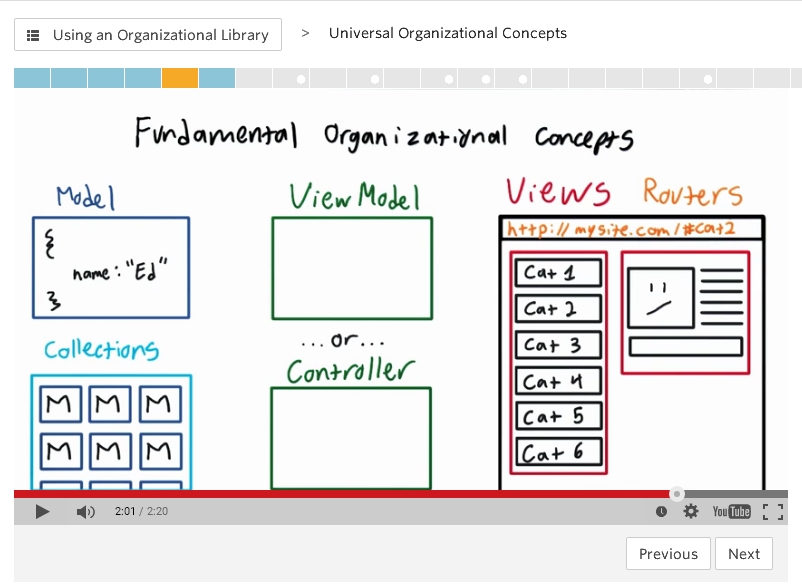 Using an Organizational Library > Universal Organizational Concepts
Fundamental Organizational Concepts
Model
{
name: "Ed"
}
Collections
M M M
M M M
View Model
...or...
Controller
Views Routers
http://mysite.com/#cat2
Cat 1
Cat 2
Cat 3
Cat 4
Cat 5
Cat 6
2:01 / 2:20
YouTube
Previous Next